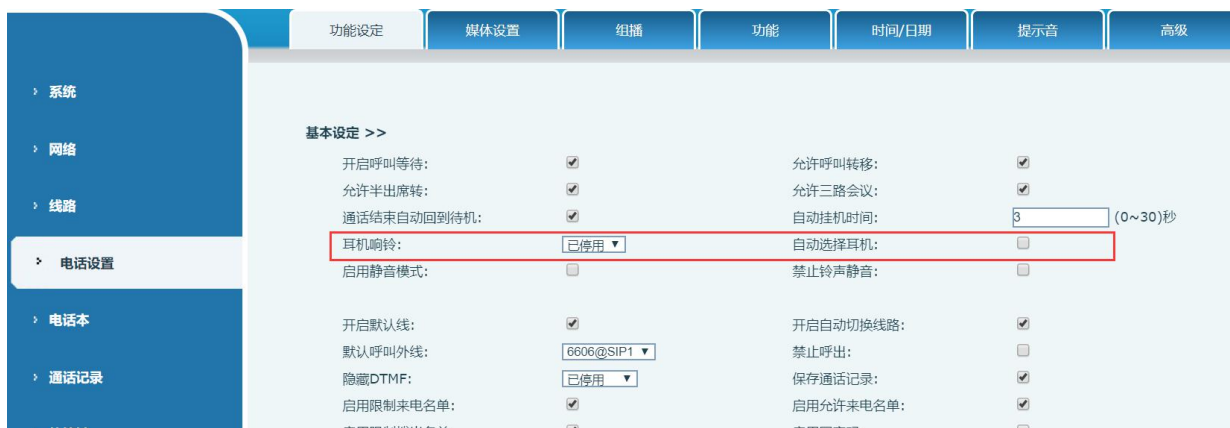 功能设定 媒体设置 组播 功能 时间/日期 提示音 高级
系统
网络
线路
电话设置
电话本
通话记录
基本设定 >>
开启呼叫等待: 允许呼叫转移:
允许半出席转: 允许三路会议:
通话结束自动回到待机: 自动挂机时间: 3 (0~30)秒
耳机响铃: 已停用 自动选择耳机:
启用静音模式: 禁止铃声静音:
开启默认线: 开启自动切换线路:
默认呼叫外线: 6606@SIP1 禁止呼出:
隐藏DTMF: 已停用 保存通话记录:
启用限制来电名单: 启用允许来电名单: